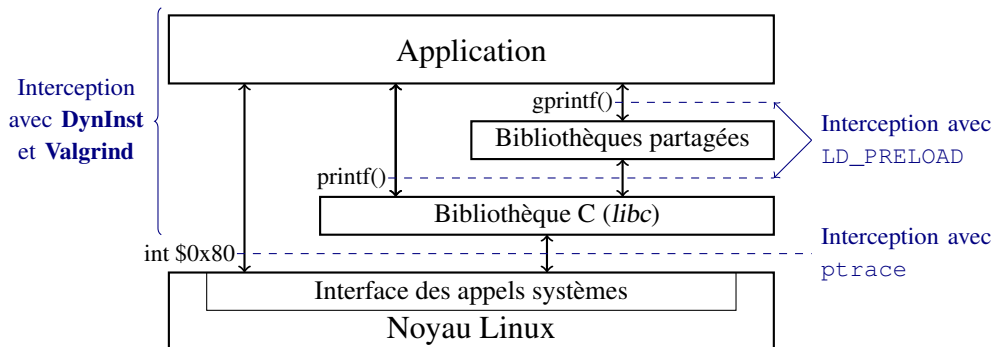 Application
Interception
avec DynInst
et Valgrind
gprintf()
Bibliothèques partagées
Interception avec
LD_PRELOAD
printf()
Bibliothèque C (libc)
int $0x80
Interception avec
ptrace
Interface des appels systèmes
Noyau Linux